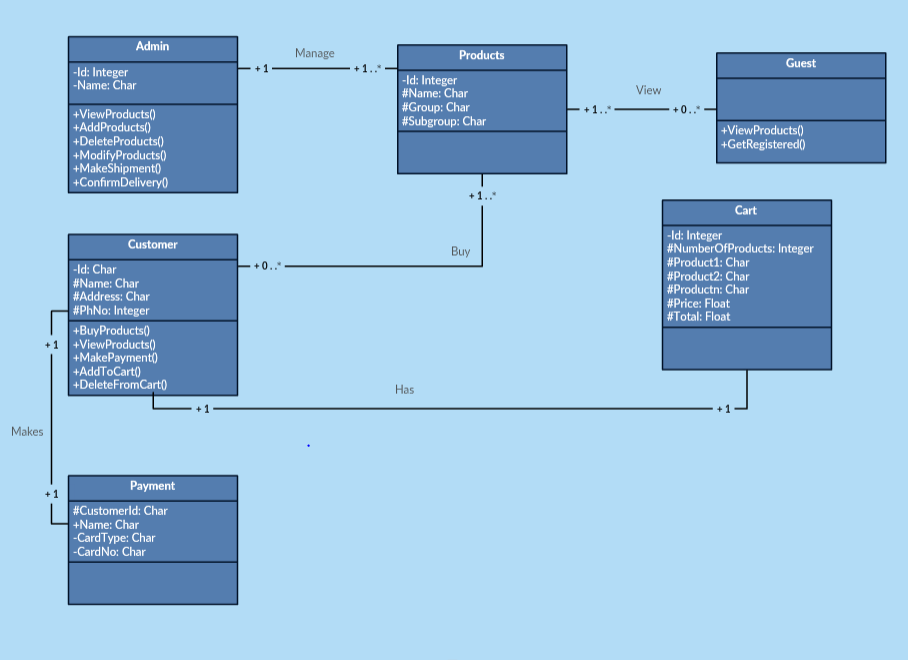 Admin
-Id: Integer
-Name: Char
+ViewProducts()
+AddProducts()
+DeleteProducts()
+ModifyProducts()
+MakeShipment()
+ConfirmDelivery()
Manage
+1
+1..*
Products
-Id: Integer
#Name: Char
#Group: Char
#Subgroup: Char
View
+1..*
+0..*
Guest
+ViewProducts()
+GetRegistered()
+1..*
Buy
+0..*
Customer
-Id: Char
#Name: Char
#Address: Char
#PhNo: Integer
+BuyProducts()
+ViewProducts()
+MakePayment()
+AddToCart()
+DeleteFromCart()
Cart
-Id: Integer
#NumberOfProducts: Integer
#Product1: Char
#Product2: Char
#Productn: Char
#Price: Float
#Total: Float
Has
+1
+1
+1
Makes
+1
Payment
#CustomerId: Char
+Name: Char
-CardType: Char
-CardNo: Char